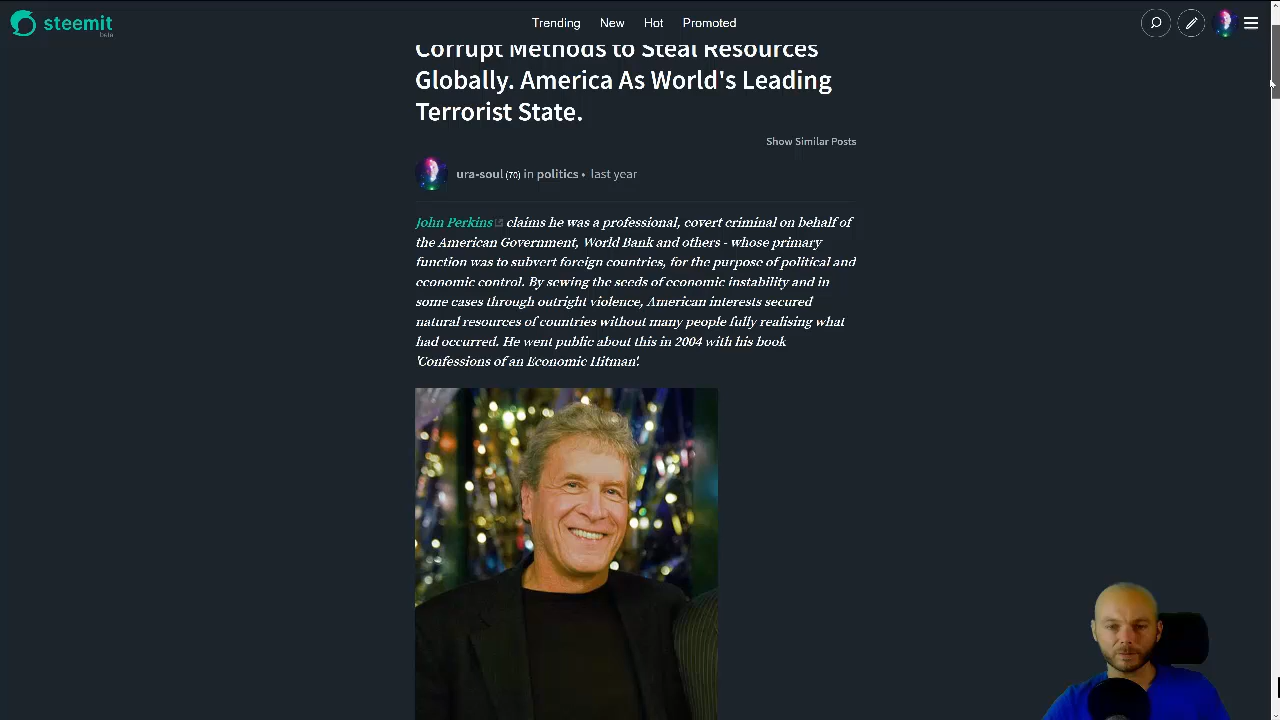 steemit
beta
Trending
New
Hot
Promoted
Corrupt Methods to Steal Resources
Globally. America As World's Leading
Terrorist State.
Show Similar Posts
ura-soul (70) in politics • last year
John Perkins claims he was a professional, covert criminal on behalf of
the American Government, World Bank and others - whose primary
function was to subvert foreign countries, for the purpose of political and
economic control. By sewing the seeds of economic instability and in
some cases through outright violence, American interests secured
natural resources of countries without many people fully realising what
had occurred. He went public about this in 2004 with his book
'Confessions of an Economic Hitman'.